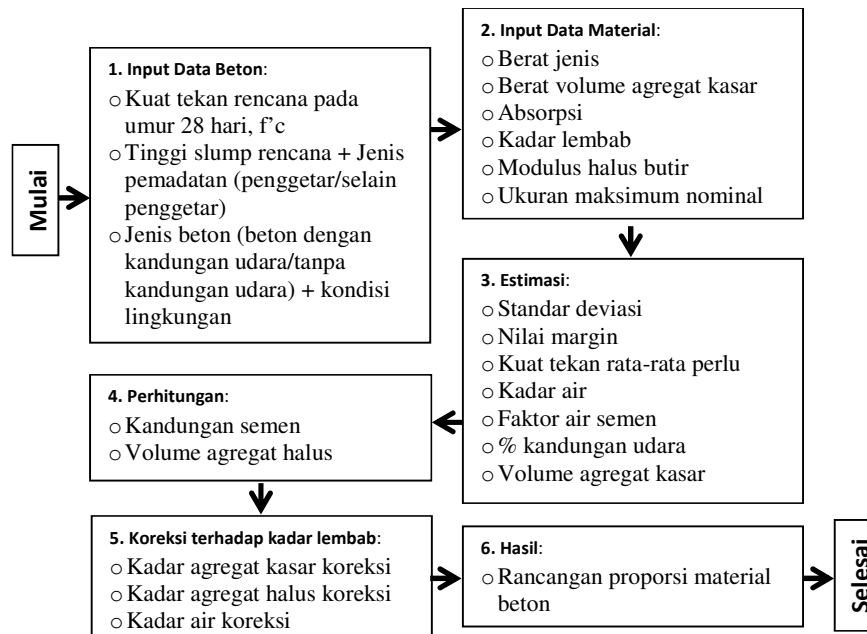 Mulai
1. Input Data Beton:
○ Kuat tekan rencana pada
umur 28 hari, f’c
○ Tinggi slump rencana + Jenis
pemadatan (penggetar/selain
penggetar)
○ Jenis beton (beton dengan
kandungan udara/tanpa
kandungan udara) + kondisi
lingkungan
2. Input Data Material:
○ Berat jenis
○ Berat volume agregat kasar
○ Absorpsi
○ Kadar lembab
○ Modulus halus butir
○ Ukuran maksimum nominal
3. Estimasi:
○ Standar deviasi
○ Nilai margin
○ Kuat tekan rata-rata perlu
○ Kadar air
○ Faktor air semen
○ % kandungan udara
○ Volume agregat kasar
4. Perhitungan:
○ Kandungan semen
○ Volume agregat halus
5. Koreksi terhadap kadar lembab:
○ Kadar agregat kasar koreksi
○ Kadar agregat halus koreksi
○ Kadar air koreksi
6. Hasil:
○ Rancangan proporsi material
beton
Selesai